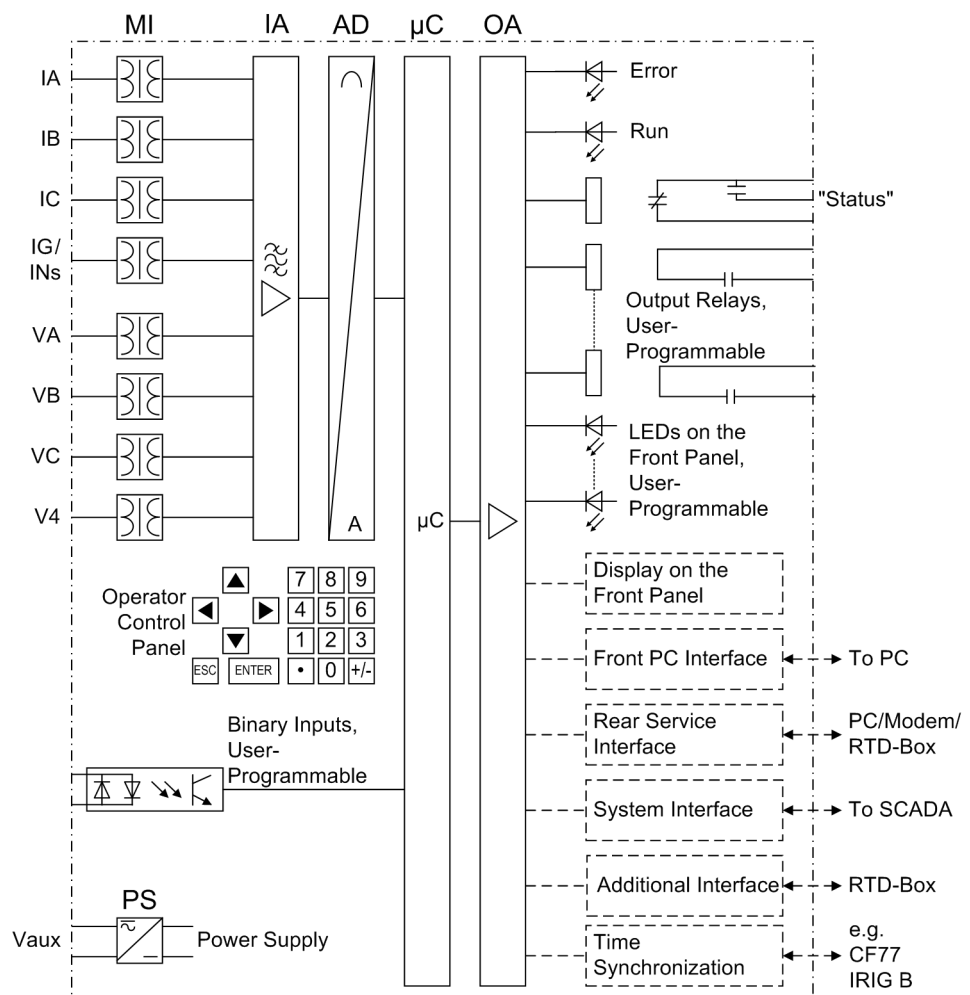 MI IA AD µC OA
IA
IB
IC
IG/
INs
VA
VB
VC
V4
A
µC
Error
Run
"Status"
Output Relays,
User-
Programmable
LEDs on the
Front Panel,
User-
Programmable
Operator
Control
Panel
7 8 9
4 5 6
1 2 3
ESC ENTER • 0 +/-
Display on the
Front Panel
Front PC Interface
To PC
Rear Service
Interface
PC/Modem/
RTD-Box
System Interface
To SCADA
Additional Interface
RTD-Box
Time
Synchronization
e.g.
CF77
IRIG B
Binary Inputs,
User-
Programmable
PS
Vaux
Power Supply